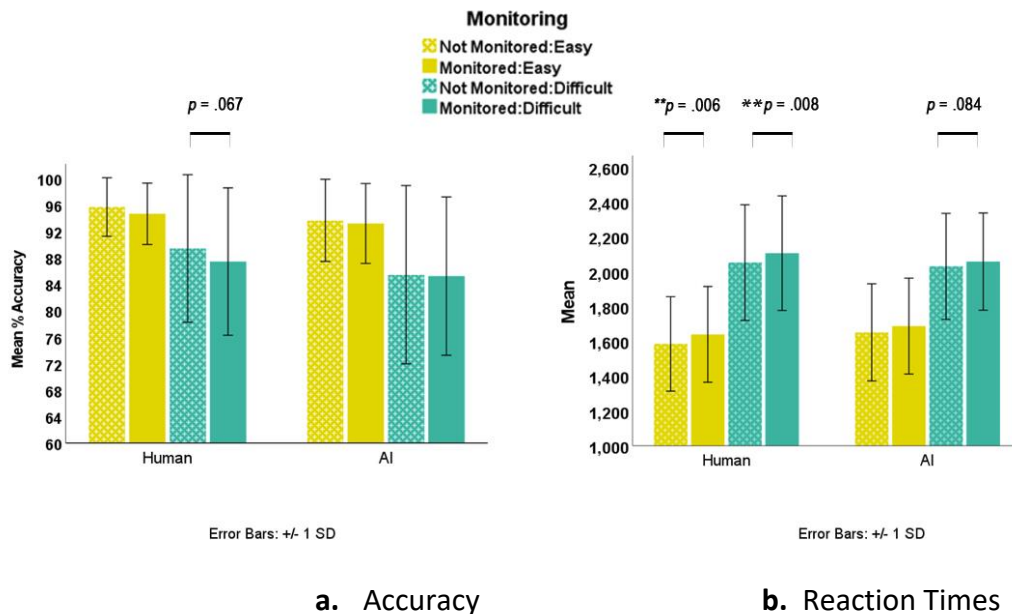 Monitoring
Not Monitored:Easy
Monitored:Easy
Not Monitored:Difficult
Monitored:Difficult
p = .067
100
96
92
88
84
80
76
72
68
64
60
Mean % Accuracy
Human
AI
Error Bars: +/- 1 SD
a. Accuracy
**p = .006
**p = .008
p = .084
2,600
2,400
2,200
2,000
1,800
1,600
1,400
1,200
1,000
Mean
Human
AI
Error Bars: +/- 1 SD
b. Reaction Times